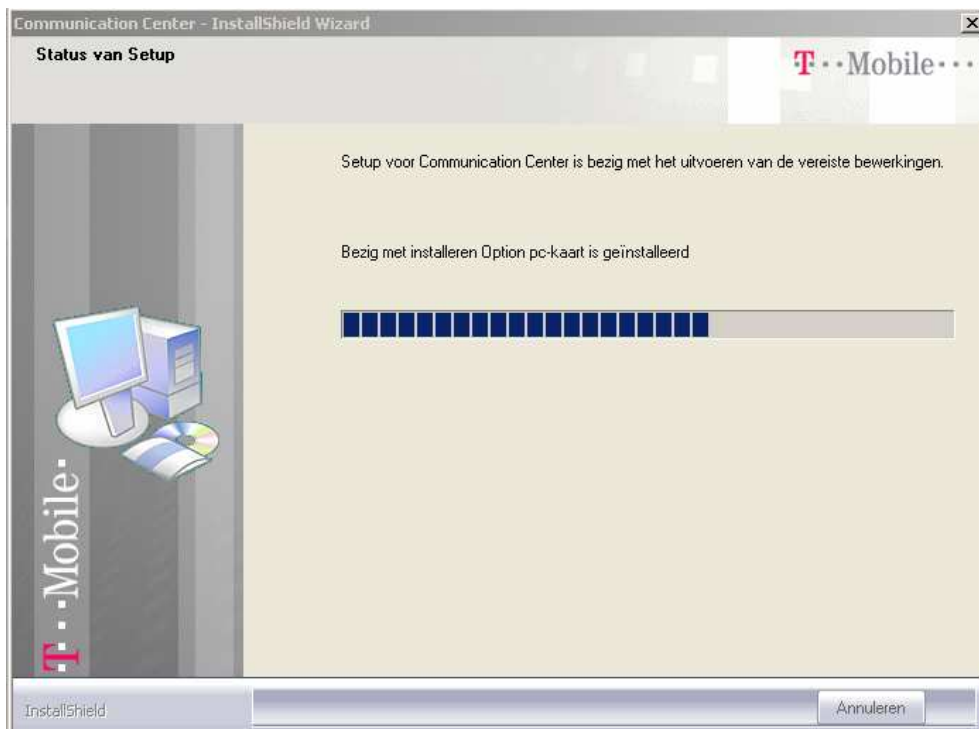 Communication Center - InstallShield Wizard
Status van Setup
T · · Mobile · · ·
Setup voor Communication Center is bezig met het uitvoeren van de vereiste bewerkingen.
Bezig met installeren Option pc-kaart is geïnstalleerd
T · · Mobile ·
InstallShield
Annuleren